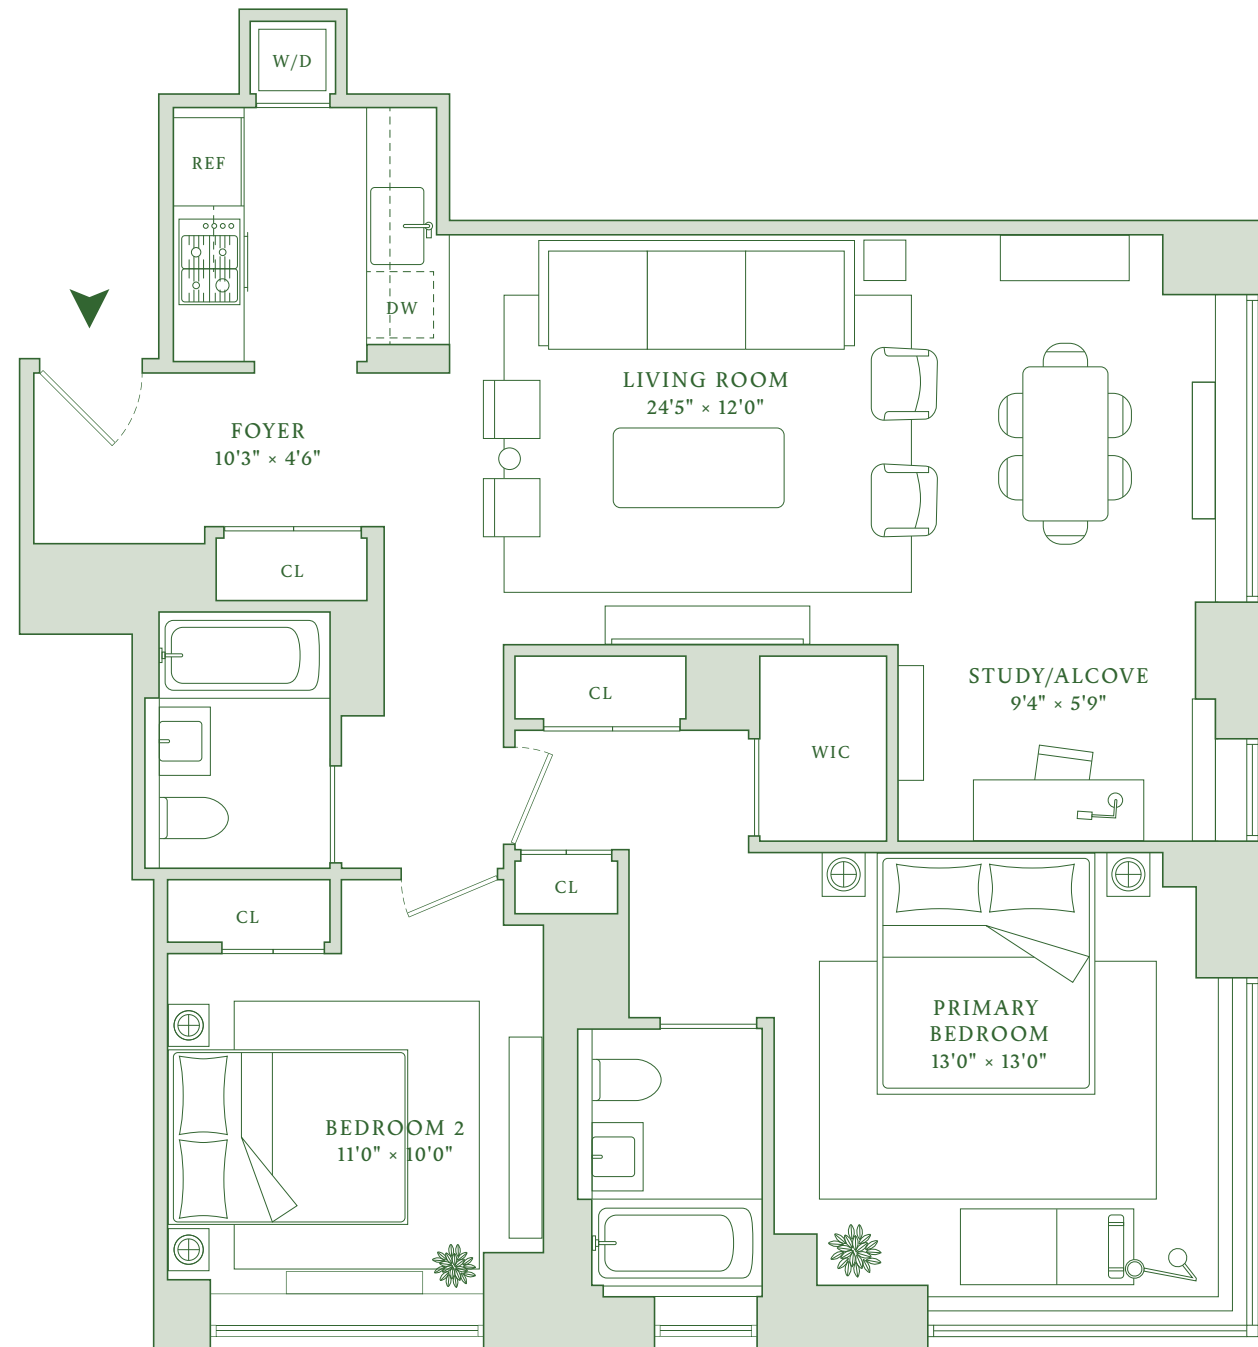 W/D
REF
DW
LIVING ROOM
24'5" × 12'0"
FOYER
10'3" × 4'6"
CL
STUDY/ALCOVE
9'4" × 5'9"
CL
WIC
CL
CL
PRIMARY
BEDROOM
13'0" × 13'0"
BEDROOM 2
11'0" × 10'0"